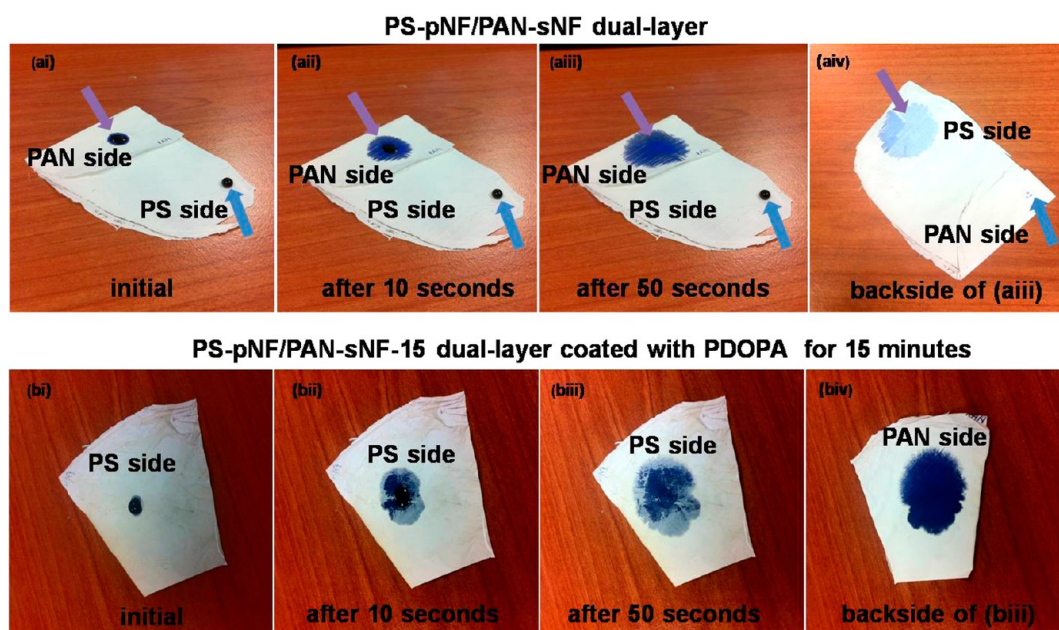 PS-pNF/PAN-sNF dual-layer
(ai)
PAN side
PS side
initial
(aii)
PAN side
PS side
after 10 seconds
(aiii)
PAN side
PS side
after 50 seconds
(aiv)
PS side
PAN side
backside of (aiii)
PS-pNF/PAN-sNF-15 dual-layer coated with PDOPA for 15 minutes
(bi)
PS side
initial
(bii)
PS side
after 10 seconds
(biii)
PS side
after 50 seconds
(biv)
PAN side
backside of (biii)